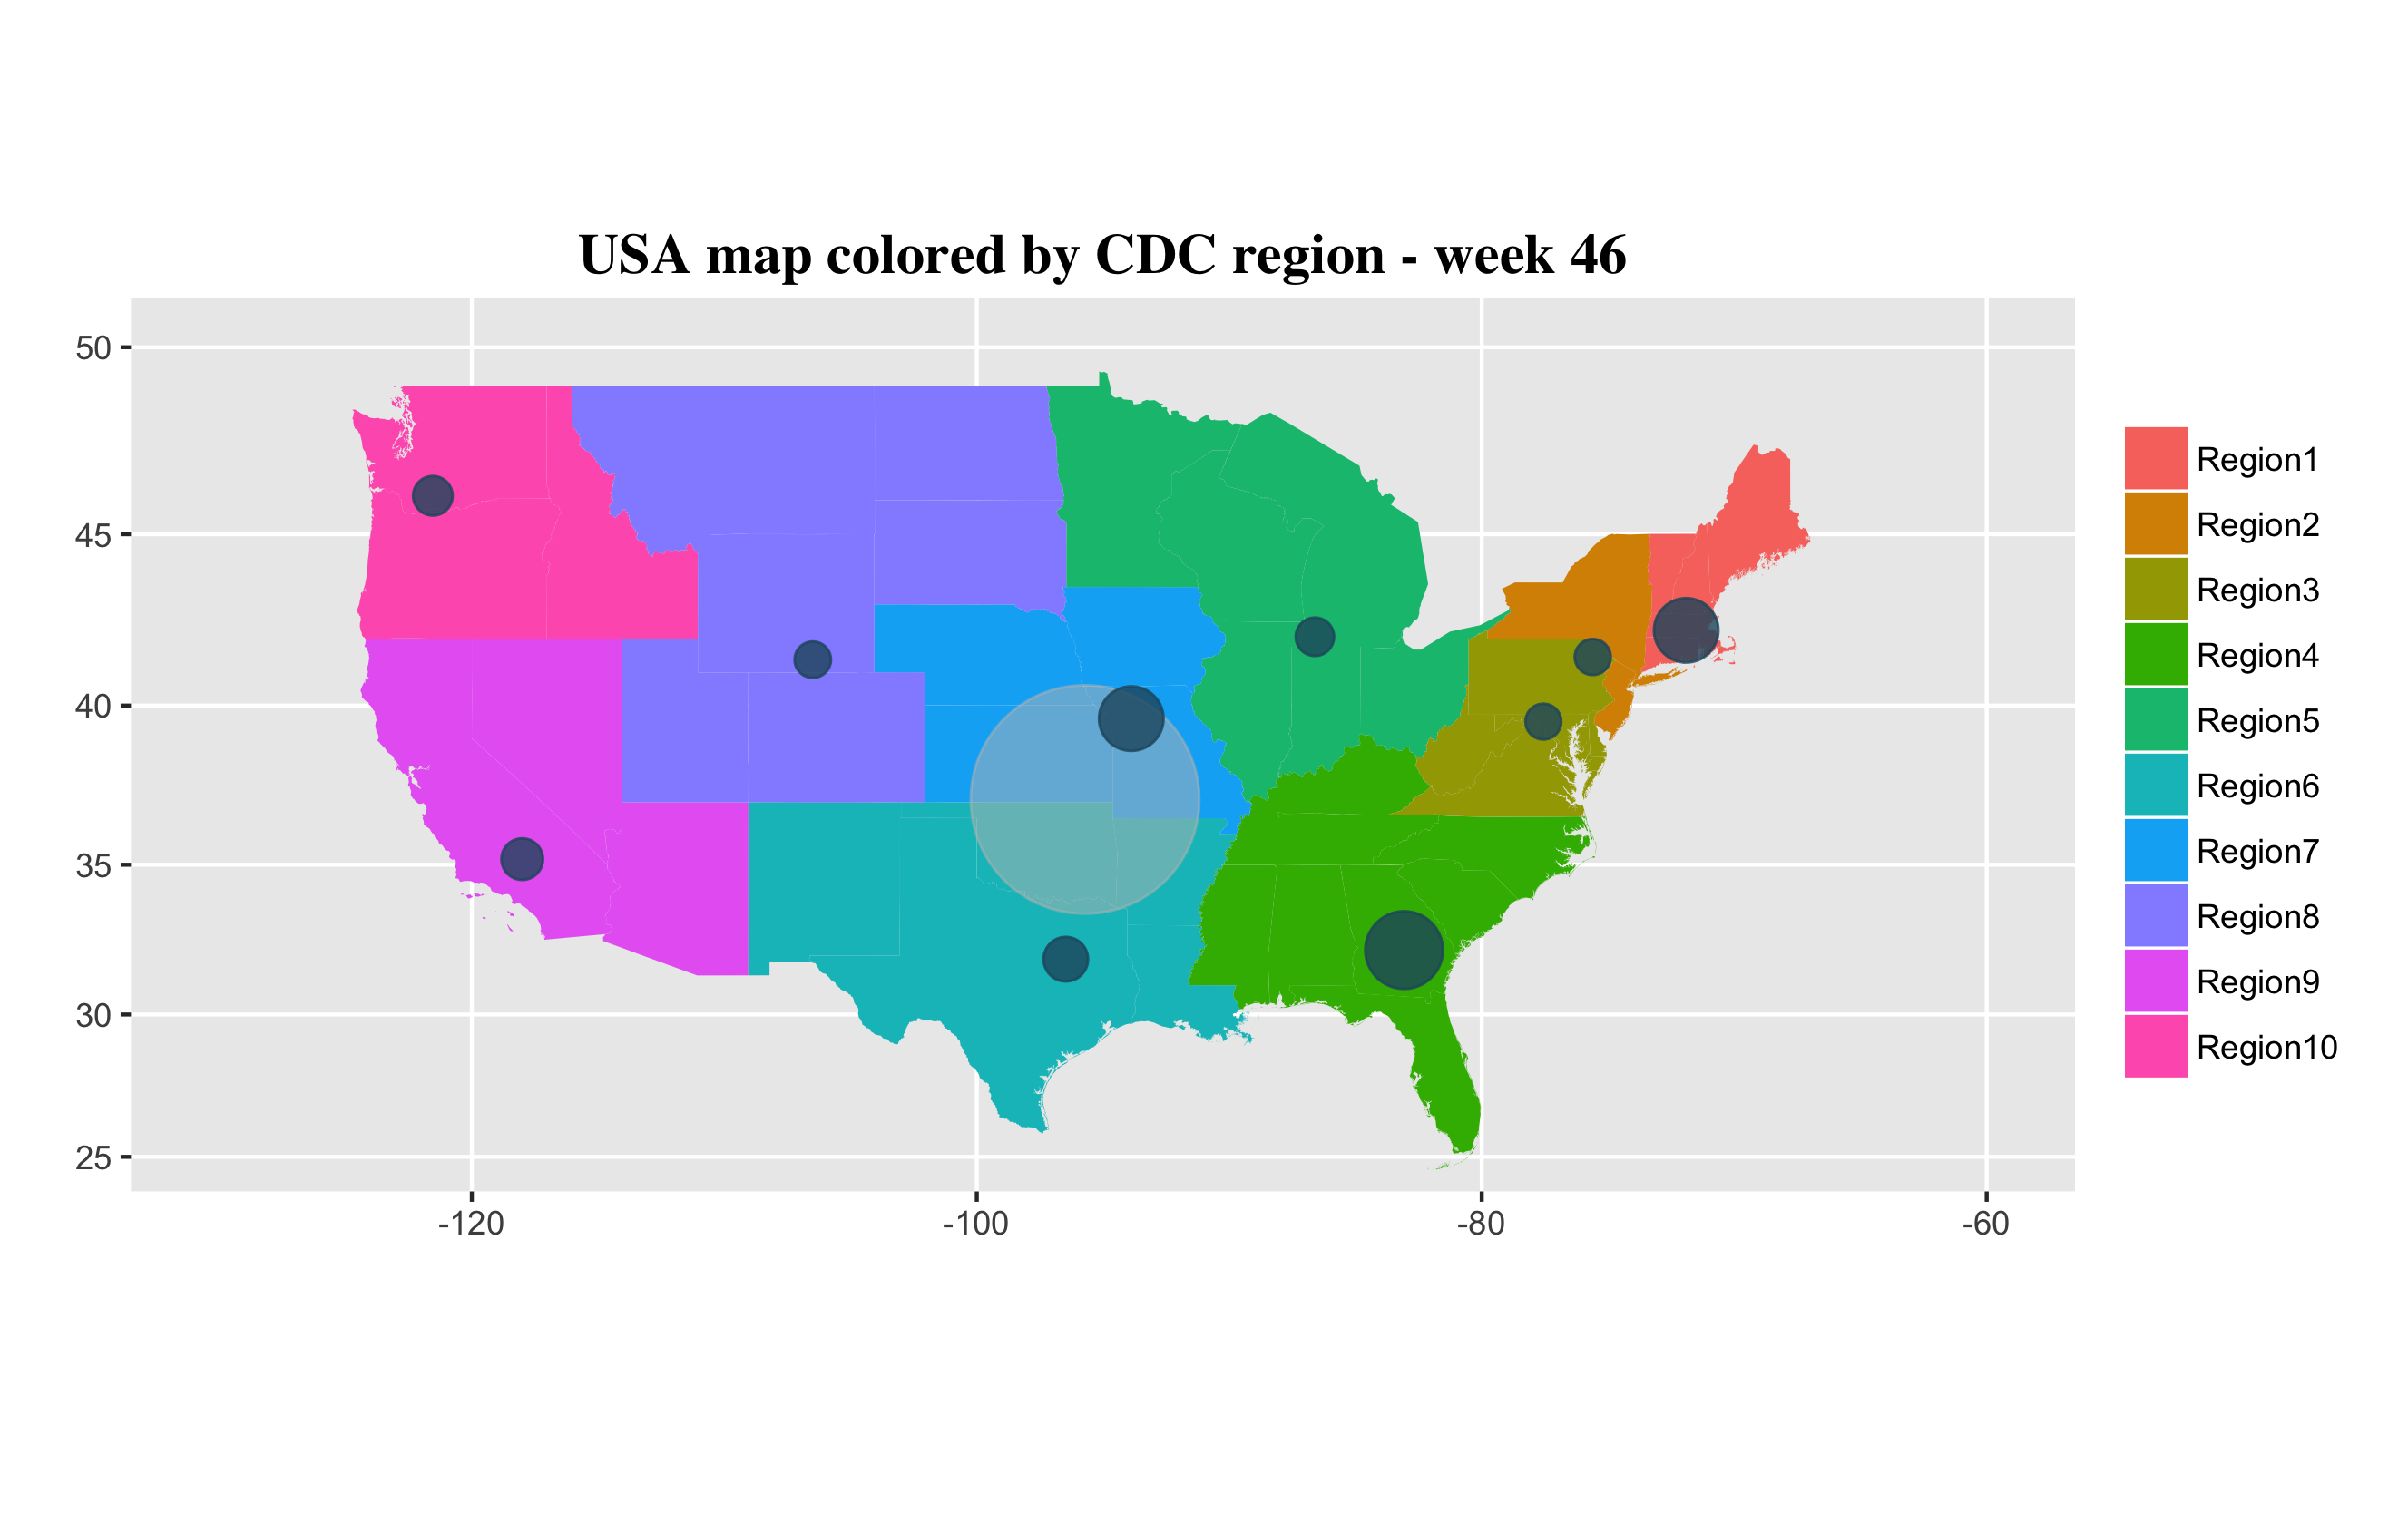 USA map colored by CDC region - week 46
50
45
40
35
30
25
-120
-100
-80
-60
Region1
Region2
Region3
Region4
Region5
Region6
Region7
Region8
Region9
Region10